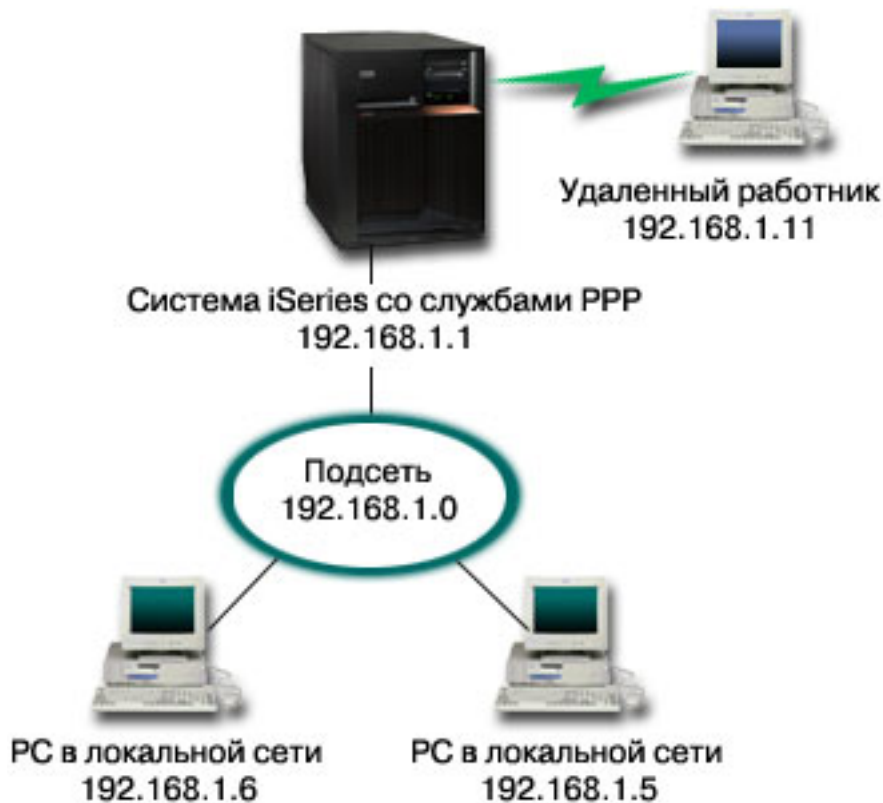 Удаленный работник
192.168.1.11
Система iSeries со службами PPP
192.168.1.1
Подсеть
192.168.1.0
PC в локальной сети
192.168.1.6
PC в локальной сети
192.168.1.5